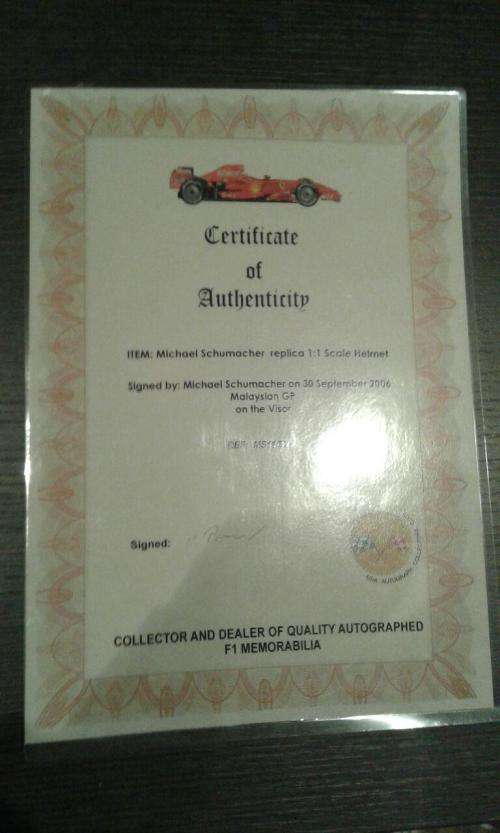 Certificate
of
Authenticity
ITEM: Michael Schumacher replica 1:1 Scale Helmet
Signed by: Michael Schumacher on 30 September 2006
Malaysian GP
on the Visor
Signed:
COLLECTOR AND DEALER OF QUALITY AUTOGRAPHED
F1 MEMORABILIA